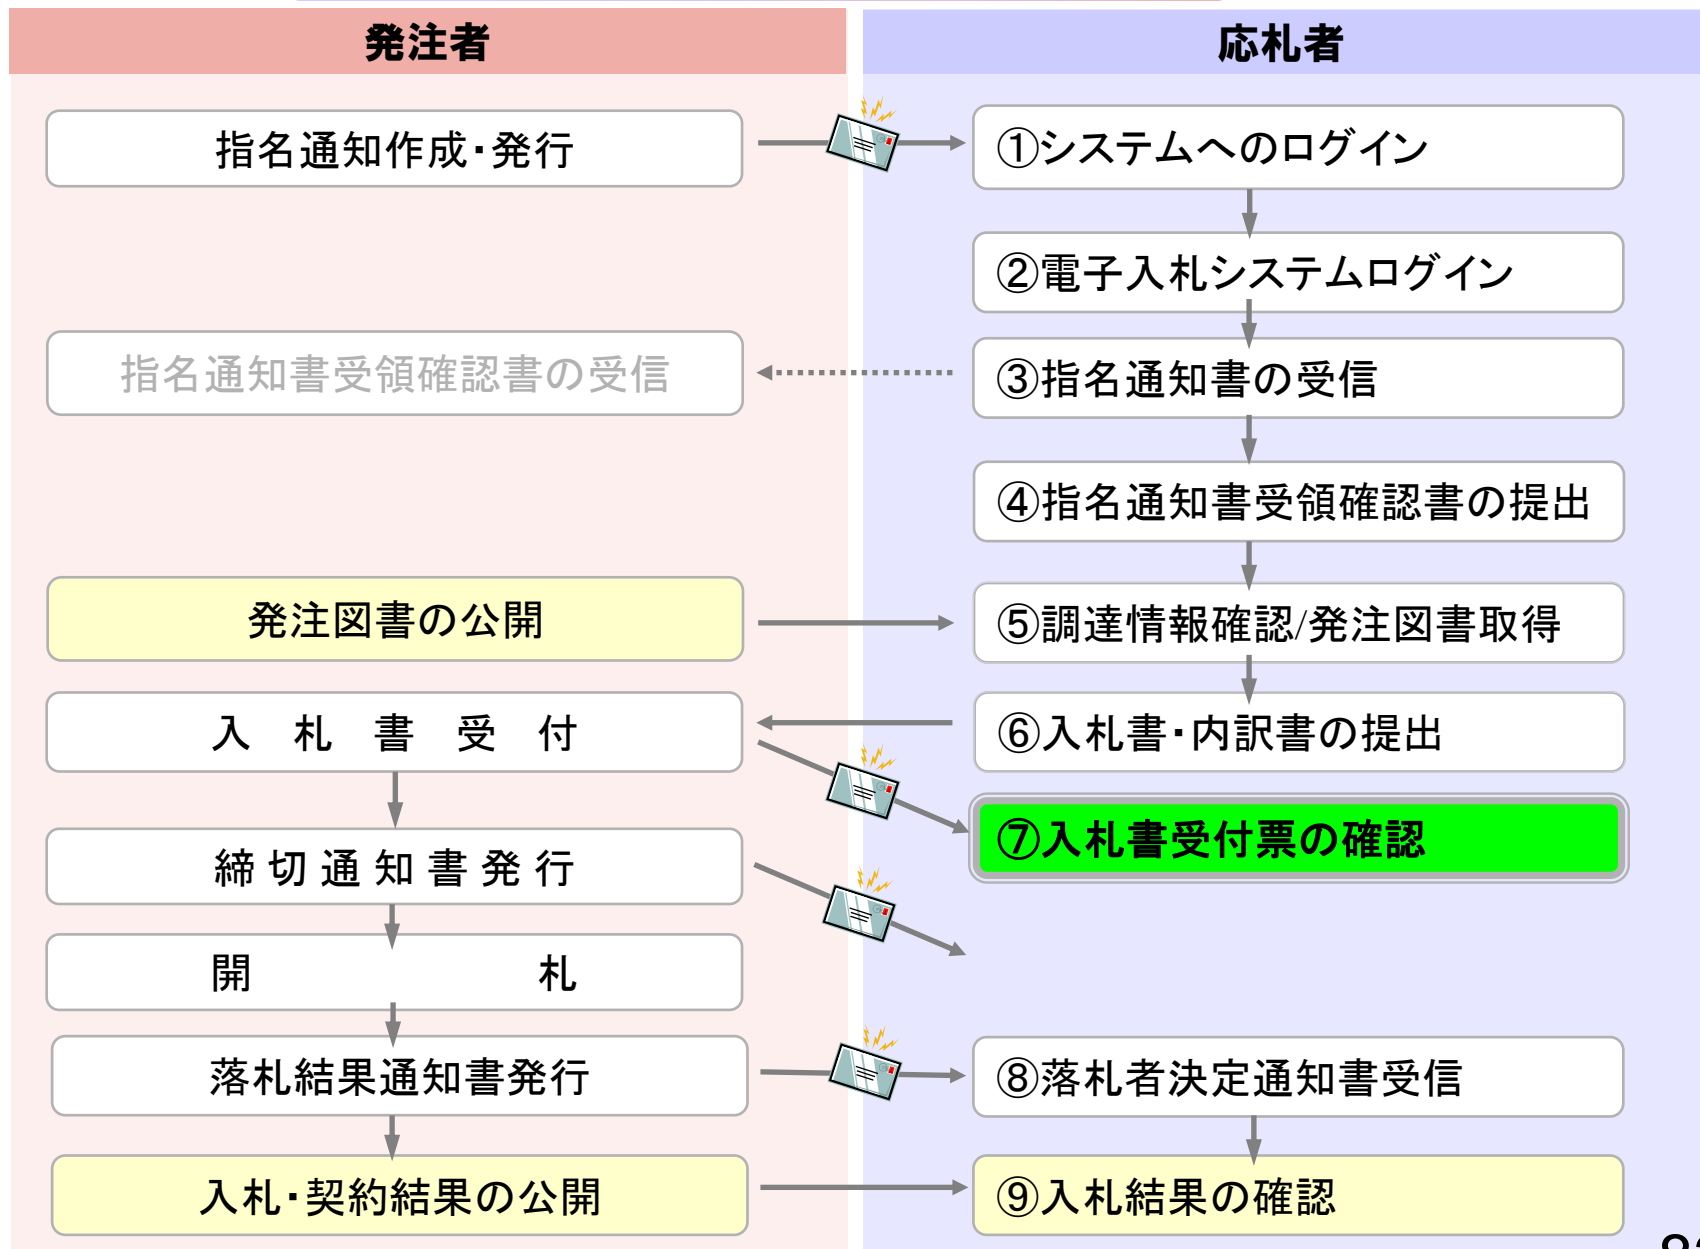 発注者
応札者
指名通知作成・発行
①システムへのログイン
②電子入札システムログイン
指名通知書受領確認書の受信
③指名通知書の受信
④指名通知書受領確認書の提出
発注図書の公開
⑤調達情報確認/発注図書取得
入札書受付
⑥入札書・内訳書の提出
⑦入札書受付票の確認
締切通知書発行
開札
落札結果通知書発行
⑧落札者決定通知書受信
入札・契約結果の公開
⑨入札結果の確認